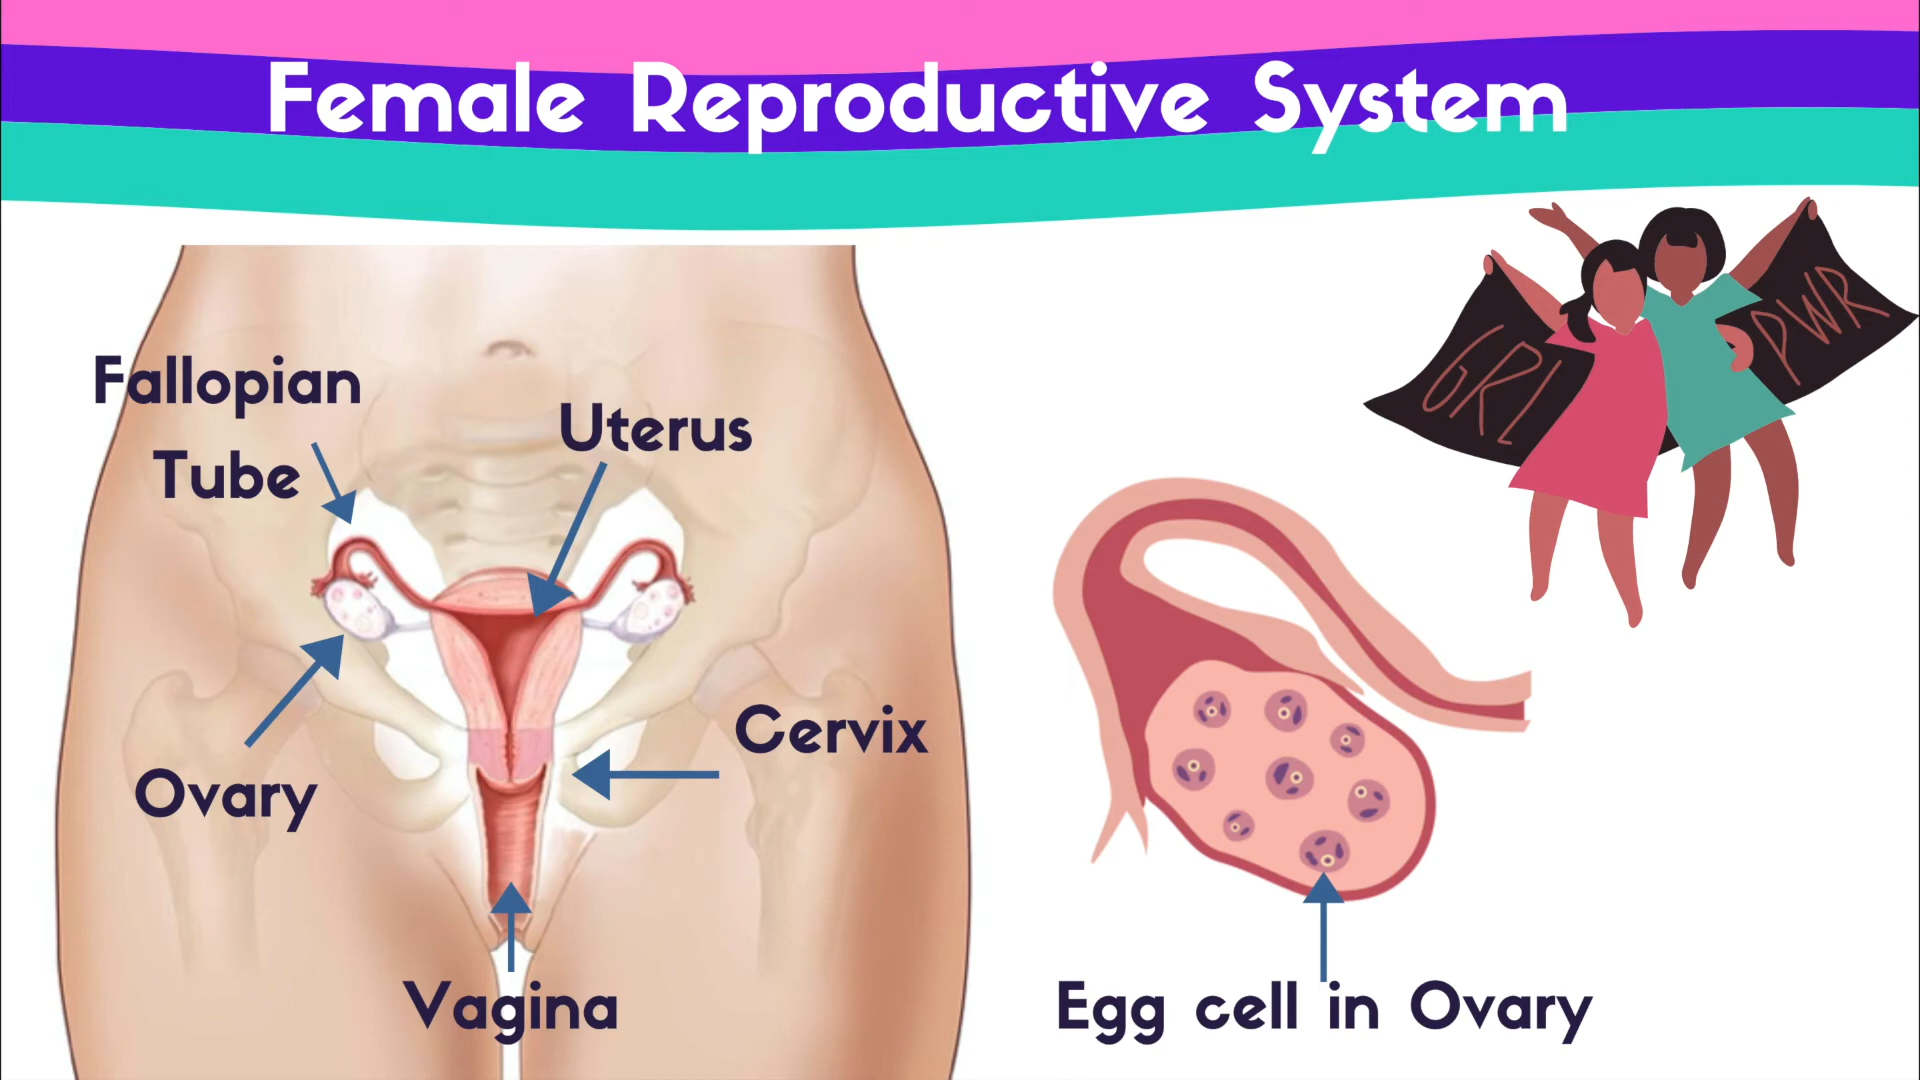 Female Reproductive System
GRL
PWR
Fallopian
Tube
Uterus
Cervix
Ovary
Vagina
Egg cell in Ovary